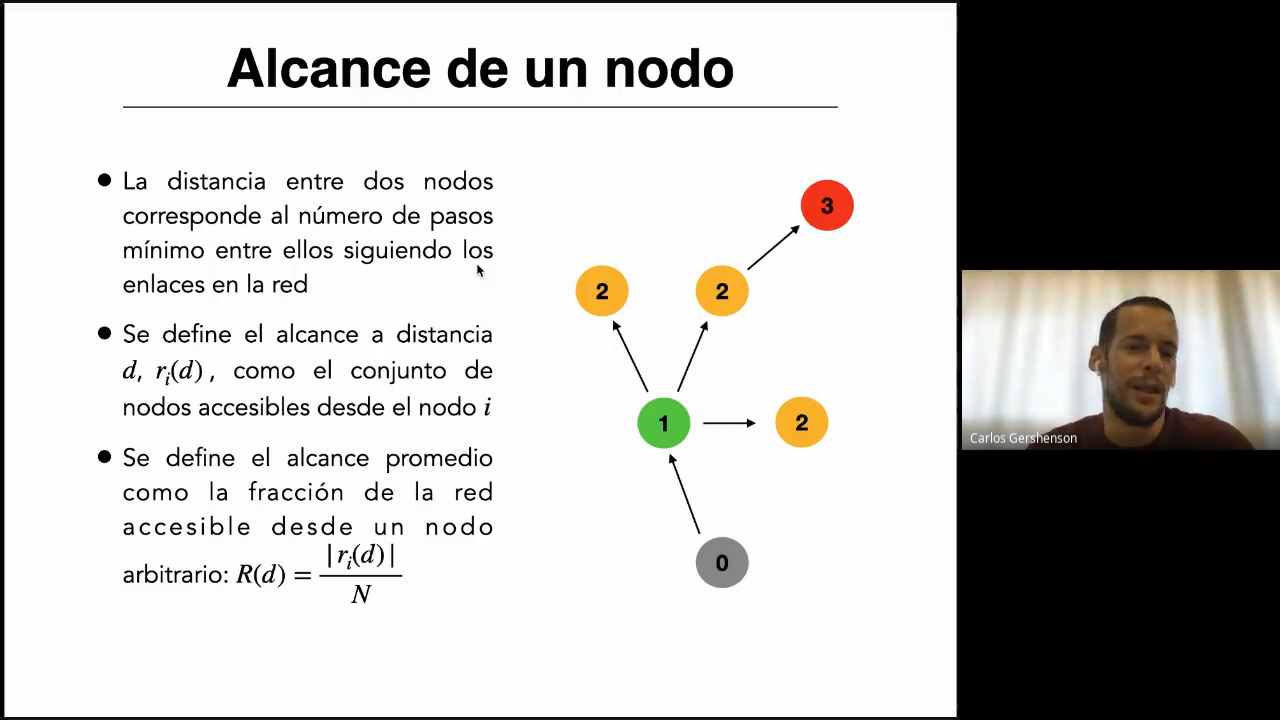 Alcance de un nodo
● La distancia entre dos nodos
corresponde al número de pasos
mínimo entre ellos siguiendo los
enlaces en la red
● Se define el alcance a distancia
d, rᵢ(d), como el conjunto de
nodos accesibles desde el nodo i
● Se define el alcance promedio
como la fracción de la red
accesible desde un nodo
arbitrario: R(d) = |rᵢ(d)| / N
3
2
2
1
2
0
Carlos Gershenson